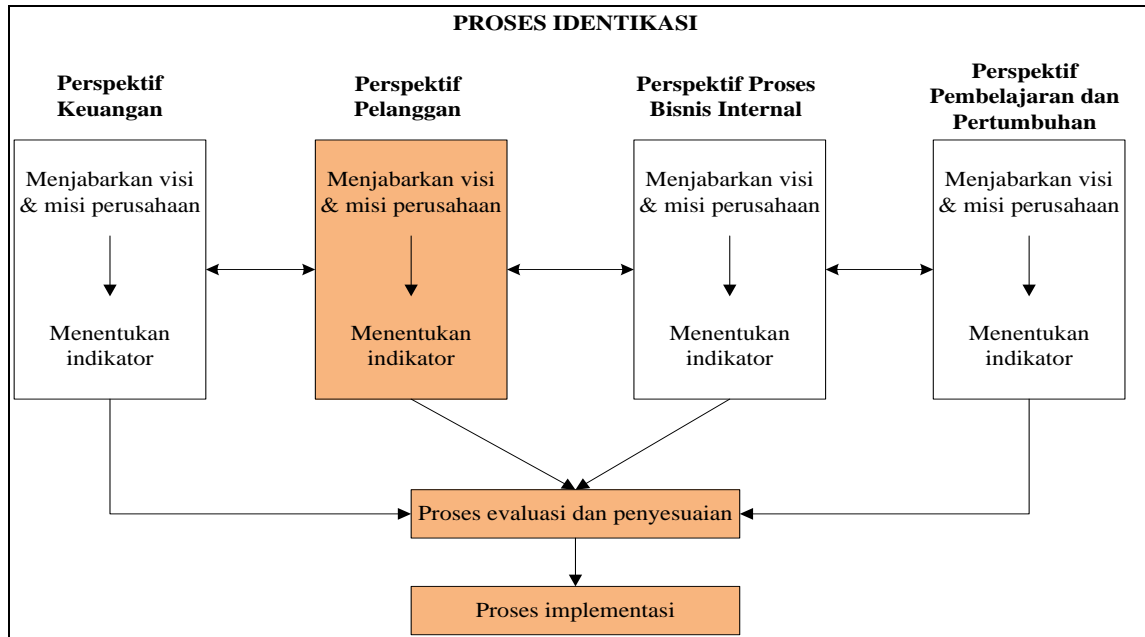 PROSES IDENTIKASI
Perspektif
Keuangan
Perspektif
Pelanggan
Perspektif Proses
Bisnis Internal
Perspektif
Pembelajaran dan
Pertumbuhan
Menjabarkan visi
& misi perusahaan
Menentukan
indikator
Menjabarkan visi
& misi perusahaan
Menentukan
indikator
Menjabarkan visi
& misi perusahaan
Menentukan
indikator
Menjabarkan visi
& misi perusahaan
Menentukan
indikator
Proses evaluasi dan penyesuaian
Proses implementasi